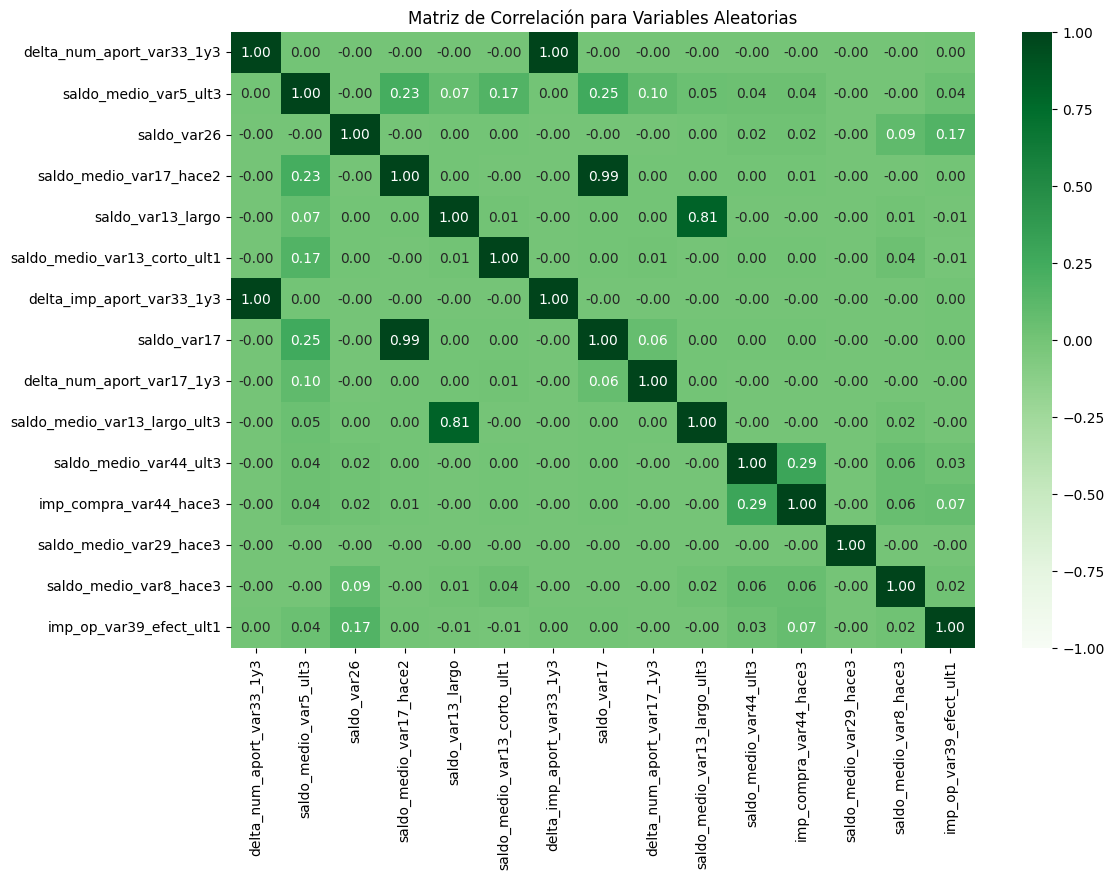 Matriz de Correlación para Variables Aleatorias
delta_num_aport_var33_1y3 1.00 0.00 -0.00 -0.00 -0.00 -0.00 1.00 -0.00 -0.00 -0.00 -0.00 -0.00 -0.00 -0.00 0.00
saldo_medio_var5_ult3 0.00 1.00 -0.00 0.23 0.07 0.17 0.00 0.25 0.10 0.05 0.04 0.04 -0.00 -0.00 0.04
saldo_var26 -0.00 -0.00 1.00 -0.00 0.00 0.00 -0.00 -0.00 -0.00 0.00 0.02 0.02 -0.00 0.09 0.17
saldo_medio_var17_hace2 -0.00 0.23 -0.00 1.00 0.00 -0.00 -0.00 0.99 0.00 0.00 0.00 0.01 -0.00 -0.00 0.00
saldo_var13_largo -0.00 0.07 0.00 0.00 1.00 0.01 -0.00 0.00 0.00 0.81 -0.00 -0.00 -0.00 0.01 -0.01
saldo_medio_var13_corto_ult1 -0.00 0.17 0.00 -0.00 0.01 1.00 -0.00 0.00 0.01 -0.00 0.00 0.00 -0.00 0.04 -0.01
delta_imp_aport_var33_1y3 1.00 0.00 -0.00 -0.00 -0.00 -0.00 1.00 -0.00 -0.00 -0.00 -0.00 -0.00 -0.00 -0.00 0.00
saldo_var17 -0.00 0.25 -0.00 0.99 0.00 0.00 -0.00 1.00 0.06 0.00 0.00 0.00 -0.00 -0.00 0.00
delta_num_aport_var17_1y3 -0.00 0.10 -0.00 0.00 0.00 0.01 -0.00 0.06 1.00 0.00 -0.00 -0.00 -0.00 -0.00 -0.00
saldo_medio_var13_largo_ult3 -0.00 0.05 0.00 0.00 0.81 -0.00 -0.00 0.00 0.00 1.00 -0.00 -0.00 -0.00 0.02 -0.00
saldo_medio_var44_ult3 -0.00 0.04 0.02 0.00 -0.00 0.00 -0.00 0.00 -0.00 -0.00 1.00 0.29 -0.00 0.06 0.03
imp_compra_var44_hace3 -0.00 0.04 0.02 0.01 -0.00 0.00 -0.00 0.00 -0.00 -0.00 0.29 1.00 -0.00 0.06 0.07
saldo_medio_var29_hace3 -0.00 -0.00 -0.00 -0.00 -0.00 -0.00 -0.00 -0.00 -0.00 -0.00 -0.00 -0.00 1.00 -0.00 -0.00
saldo_medio_var8_hace3 -0.00 -0.00 0.09 -0.00 0.01 0.04 -0.00 -0.00 -0.00 0.02 0.06 0.06 -0.00 1.00 0.02
imp_op_var39_efect_ult1 0.00 0.04 0.17 0.00 -0.01 -0.01 0.00 0.00 -0.00 -0.00 0.03 0.07 -0.00 0.02 1.00
delta_num_aport_var33_1y3
saldo_medio_var5_ult3
saldo_var26
saldo_medio_var17_hace2
saldo_var13_largo
saldo_medio_var13_corto_ult1
delta_imp_aport_var33_1y3
saldo_var17
delta_num_aport_var17_1y3
saldo_medio_var13_largo_ult3
saldo_medio_var44_ult3
imp_compra_var44_hace3
saldo_medio_var29_hace3
saldo_medio_var8_hace3
imp_op_var39_efect_ult1
1.00
0.75
0.50
0.25
0.00
−0.25
−0.50
−0.75
−1.00